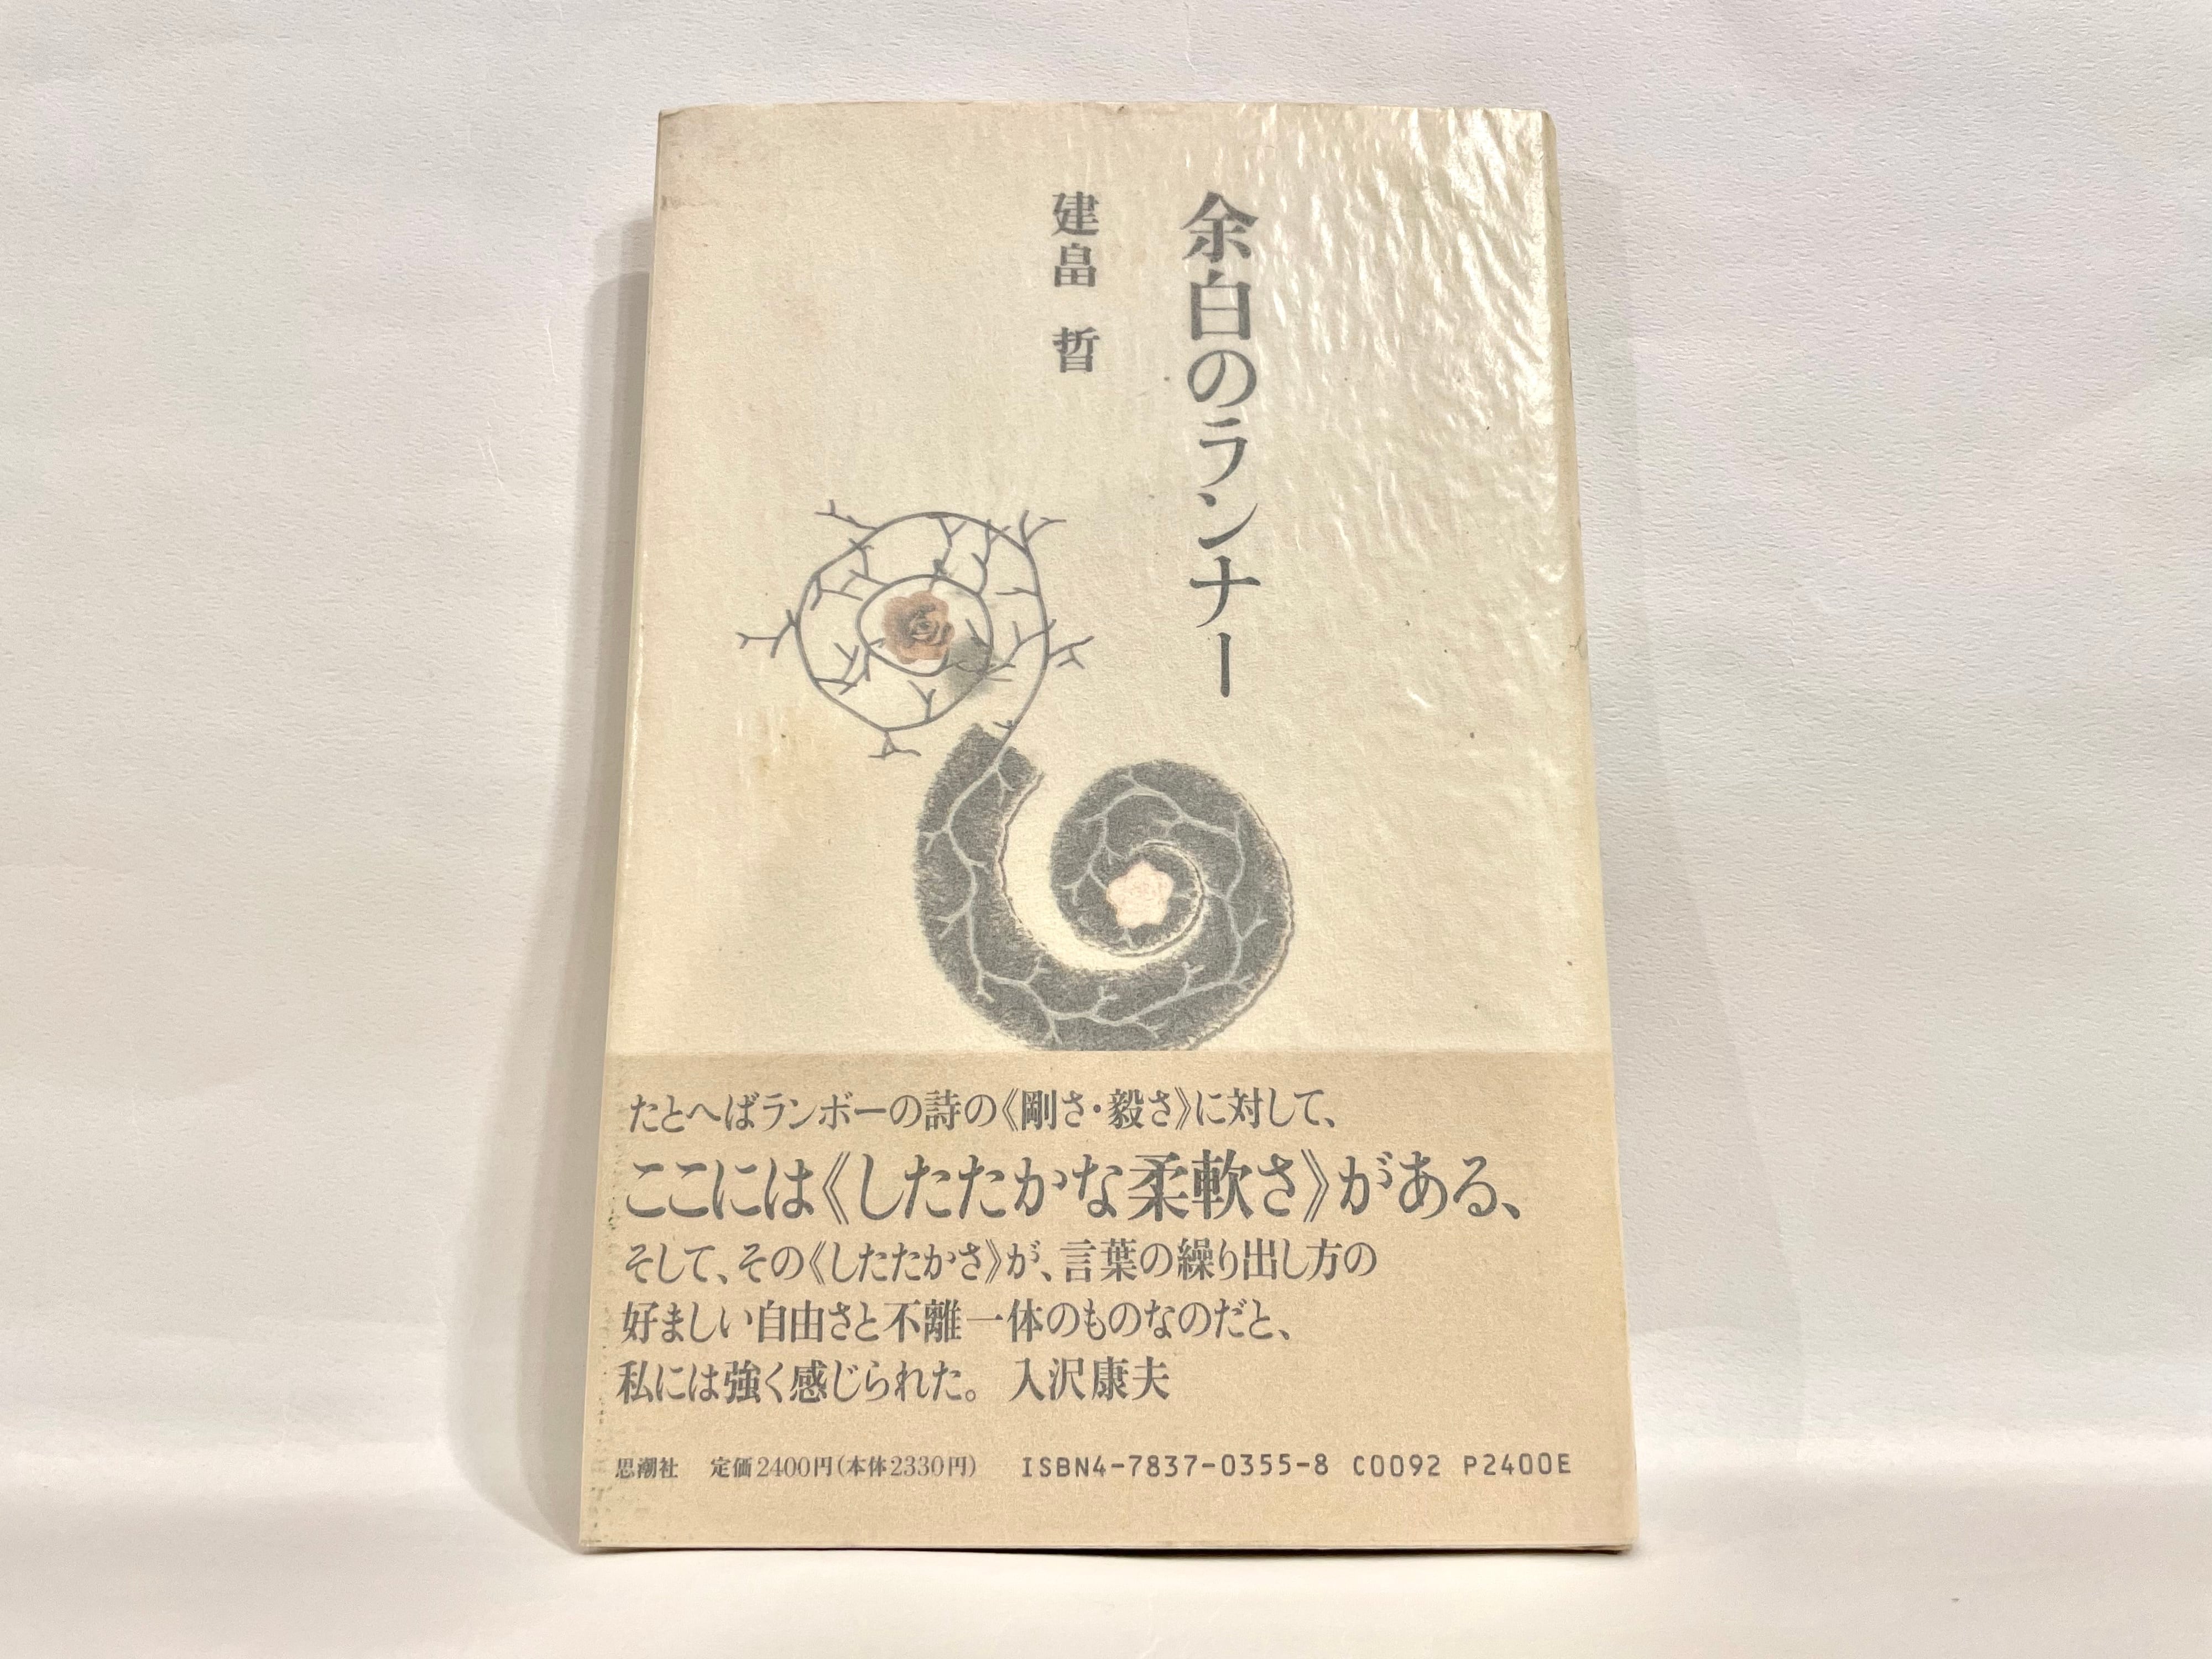 余白のランナー
建畠 晢
たとへばランボーの詩の《剛さ・毅さ》に対して、
ここには《したたかな柔軟さ》がある、
そして、その《したたかさ》が、言葉の繰り出し方の
好ましい自由さと不離一体のものなのだと、
私には強く感じられた。 入沢康夫
思潮社 定価2400円(本体2330円) ISBN4-7837-0355-8 C0092 P2400E